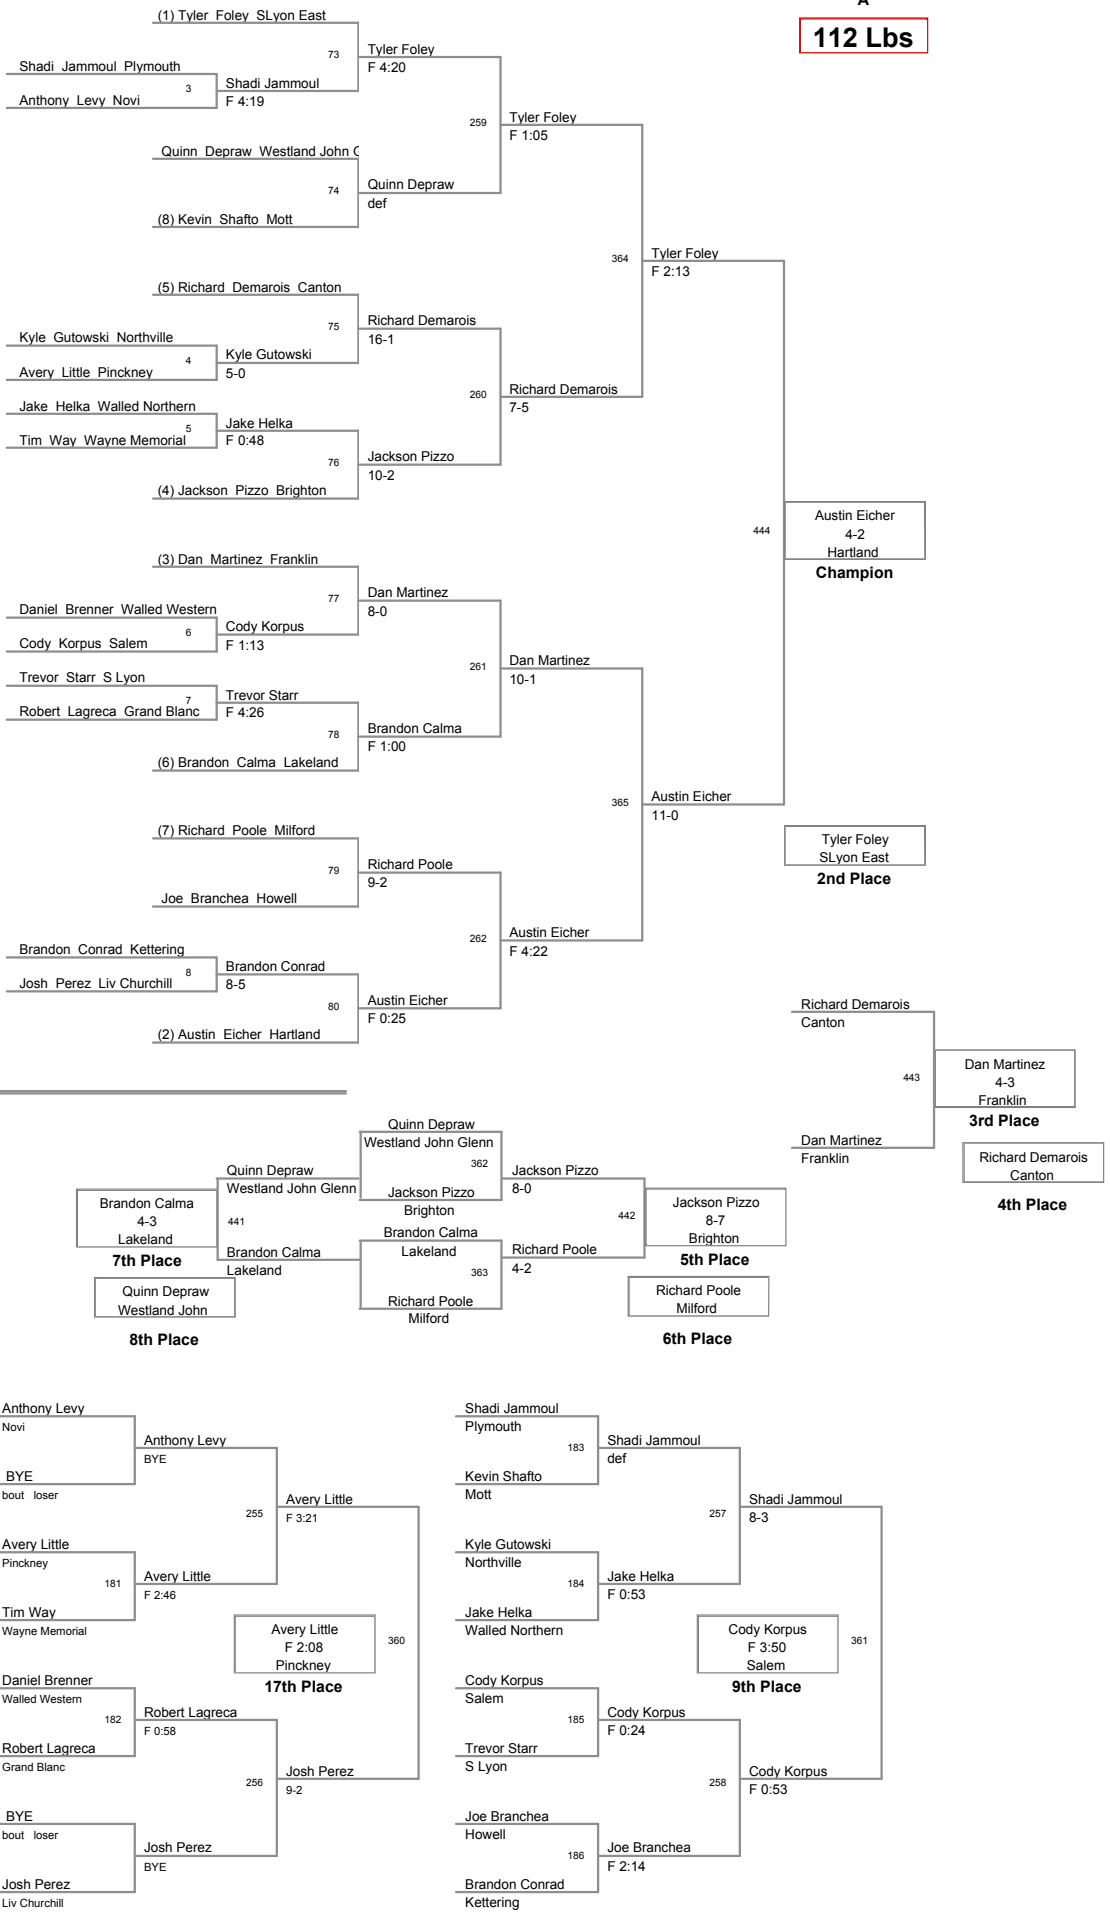 A
112 Lbs
(1) Tyler Foley SLyon East
73
Tyler Foley
F 4:20
Shadi Jammoul Plymouth
3
Shadi Jammoul
F 4:19
Anthony Levy Novi
259
Tyler Foley
F 1:05
Quinn Depraw Westland John G
74
Quinn Depraw
def
(8) Kevin Shafto Mott
364
Tyler Foley
F 2:13
(5) Richard Demarois Canton
75
Richard Demarois
16-1
Kyle Gutowski Northville
4
Kyle Gutowski
5-0
Avery Little Pinckney
260
Richard Demarois
7-5
Jake Helka Walled Northern
5
Jake Helka
F 0:48
Tim Way Wayne Memorial
76
Jackson Pizzo
10-2
(4) Jackson Pizzo Brighton
444
Austin Eicher
4-2
Hartland
Champion
(3) Dan Martinez Franklin
77
Dan Martinez
8-0
Daniel Brenner Walled Western
6
Cody Korpus
F 1:13
Cody Korpus Salem
261
Dan Martinez
10-1
Trevor Starr S Lyon
7
Trevor Starr
F 4:26
Robert Lagreca Grand Blanc
78
Brandon Calma
F 1:00
(6) Brandon Calma Lakeland
365
Austin Eicher
11-0
(7) Richard Poole Milford
79
Richard Poole
9-2
Joe Branchea Howell
Tyler Foley
SLyon East
2nd Place
262
Austin Eicher
F 4:22
Brandon Conrad Kettering
8
Brandon Conrad
8-5
Josh Perez Liv Churchill
80
Austin Eicher
F 0:25
(2) Austin Eicher Hartland
Richard Demarois
Canton
443
Dan Martinez
4-3
Franklin
3rd Place
Dan Martinez
Franklin
Richard Demarois
Canton
4th Place
Quinn Depraw
Westland John Glenn
362
Jackson Pizzo
Brighton
Quinn Depraw
Westland John Glenn
Jackson Pizzo
8-0
Brandon Calma
4-3
Lakeland
7th Place
441
442
Jackson Pizzo
8-7
Brighton
5th Place
Brandon Calma
Lakeland
Brandon Calma
Lakeland
363
Richard Poole
4-2
Richard Poole
Milford
Quinn Depraw
Westland John
8th Place
Richard Poole
Milford
6th Place
Anthony Levy
Novi
Anthony Levy
BYE
BYE
bout loser
255
Avery Little
F 3:21
Avery Little
Pinckney
181
Avery Little
F 2:46
Tim Way
Wayne Memorial
Avery Little
F 2:08
Pinckney
17th Place
360
Daniel Brenner
Walled Western
182
Robert Lagreca
F 0:58
Robert Lagreca
Grand Blanc
256
Josh Perez
9-2
BYE
bout loser
Josh Perez
BYE
Josh Perez
Liv Churchill
Shadi Jammoul
Plymouth
183
Shadi Jammoul
def
Kevin Shafto
Mott
257
Shadi Jammoul
8-3
Kyle Gutowski
Northville
184
Jake Helka
F 0:53
Jake Helka
Walled Northern
Cody Korpus
F 3:50
Salem
9th Place
361
Cody Korpus
Salem
185
Cody Korpus
F 0:24
Trevor Starr
S Lyon
258
Cody Korpus
F 0:53
Joe Branchea
Howell
186
Joe Branchea
F 2:14
Brandon Conrad
Kettering